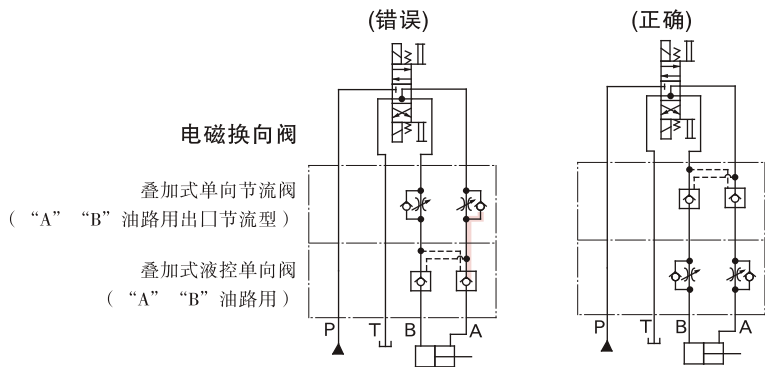 (错误)
(正确)
电磁换向阀
叠加式单向节流阀
(“A” “B”油路用出口节流型)
叠加式液控单向阀
(“A” “B”油路用)
P T B A
P T B A